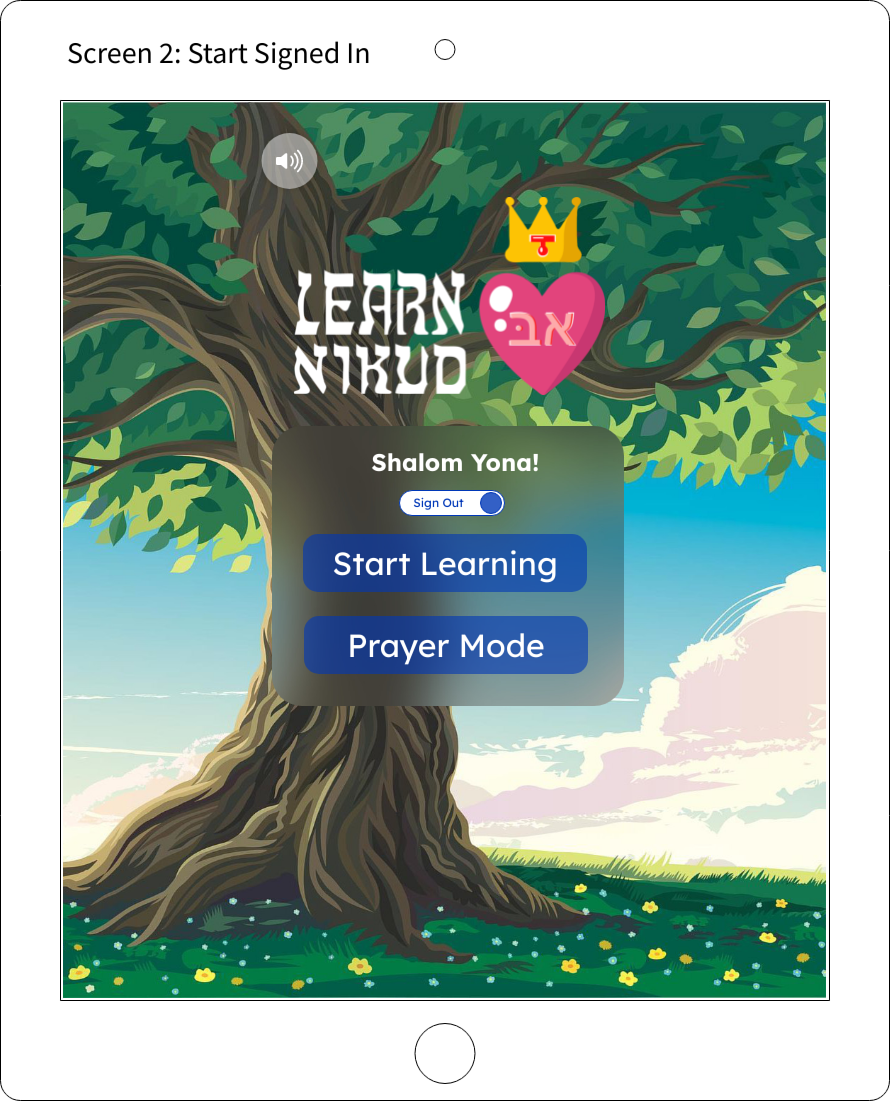 Screen 2: Start Signed In
LEARN
NIKUD
אבּ
Shalom Yona!
Sign Out
Start Learning
Prayer Mode